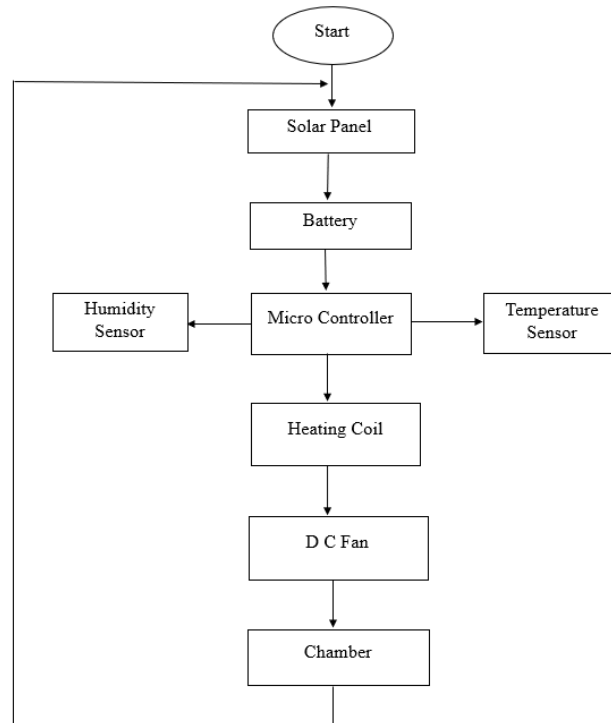 Start
Solar Panel
Battery
Humidity
Sensor
Micro Controller
Temperature
Sensor
Heating Coil
D C Fan
Chamber